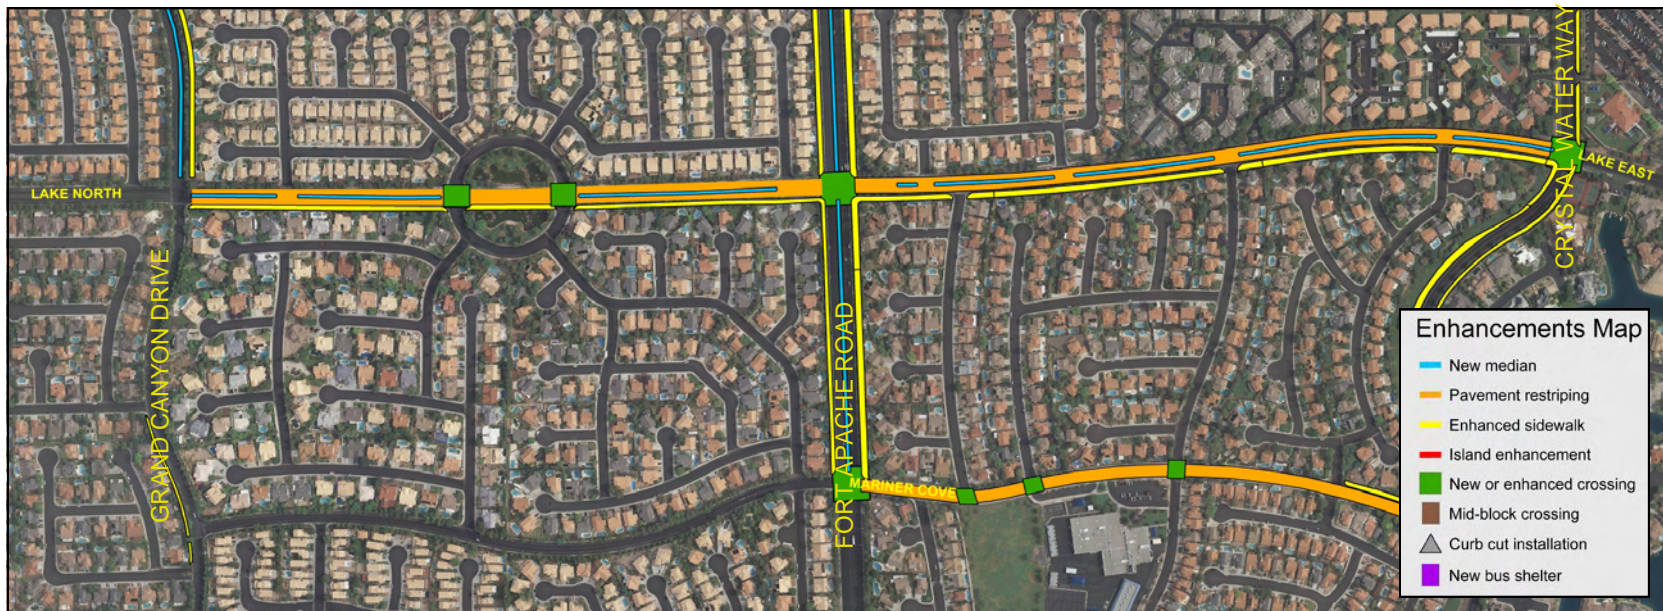 LAKE NORTH
GRAND CANYON DRIVE
FORT APACHE ROAD
MARINER COVE
CRYSTAL WATER WAY
LAKE EAST
Enhancements Map
New median
Pavement restriping
Enhanced sidewalk
Island enhancement
New or enhanced crossing
Mid-block crossing
Curb cut installation
New bus shelter